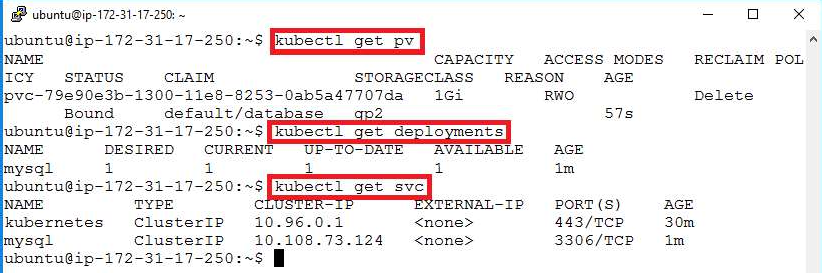 ubuntu@ip-172-31-17-250: ~
ubuntu@ip-172-31-17-250:~$ kubectl get pv
NAME                                       CAPACITY   ACCESS MODES   RECLAIM POL
ICY   STATUS    CLAIM              STORAGECLASS   REASON    AGE
pvc-79e90e3b-1300-11e8-8253-0ab5a47707da   1Gi        RWO            Delete
      Bound     default/database   gp2                      57s
ubuntu@ip-172-31-17-250:~$ kubectl get deployments
NAME      DESIRED   CURRENT   UP-TO-DATE   AVAILABLE   AGE
mysql     1         1         1            1           1m
ubuntu@ip-172-31-17-250:~$ kubectl get svc
NAME         TYPE        CLUSTER-IP      EXTERNAL-IP   PORT(S)    AGE
kubernetes   ClusterIP   10.96.0.1       <none>        443/TCP    30m
mysql        ClusterIP   10.108.73.124   <none>        3306/TCP   1m
ubuntu@ip-172-31-17-250:~$